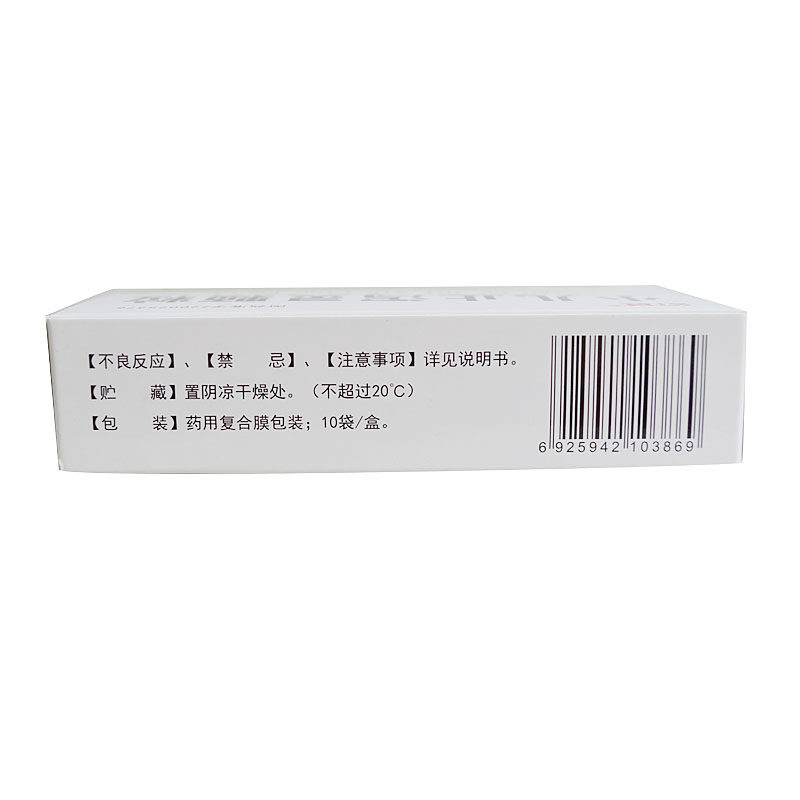 【不良反应】、【禁　　忌】、【注意事项】详见说明书。
【贮　　藏】置阴凉干燥处。（不超过20℃）
【包　　装】药用复合膜包装；10袋/盒。
6 925942 103869